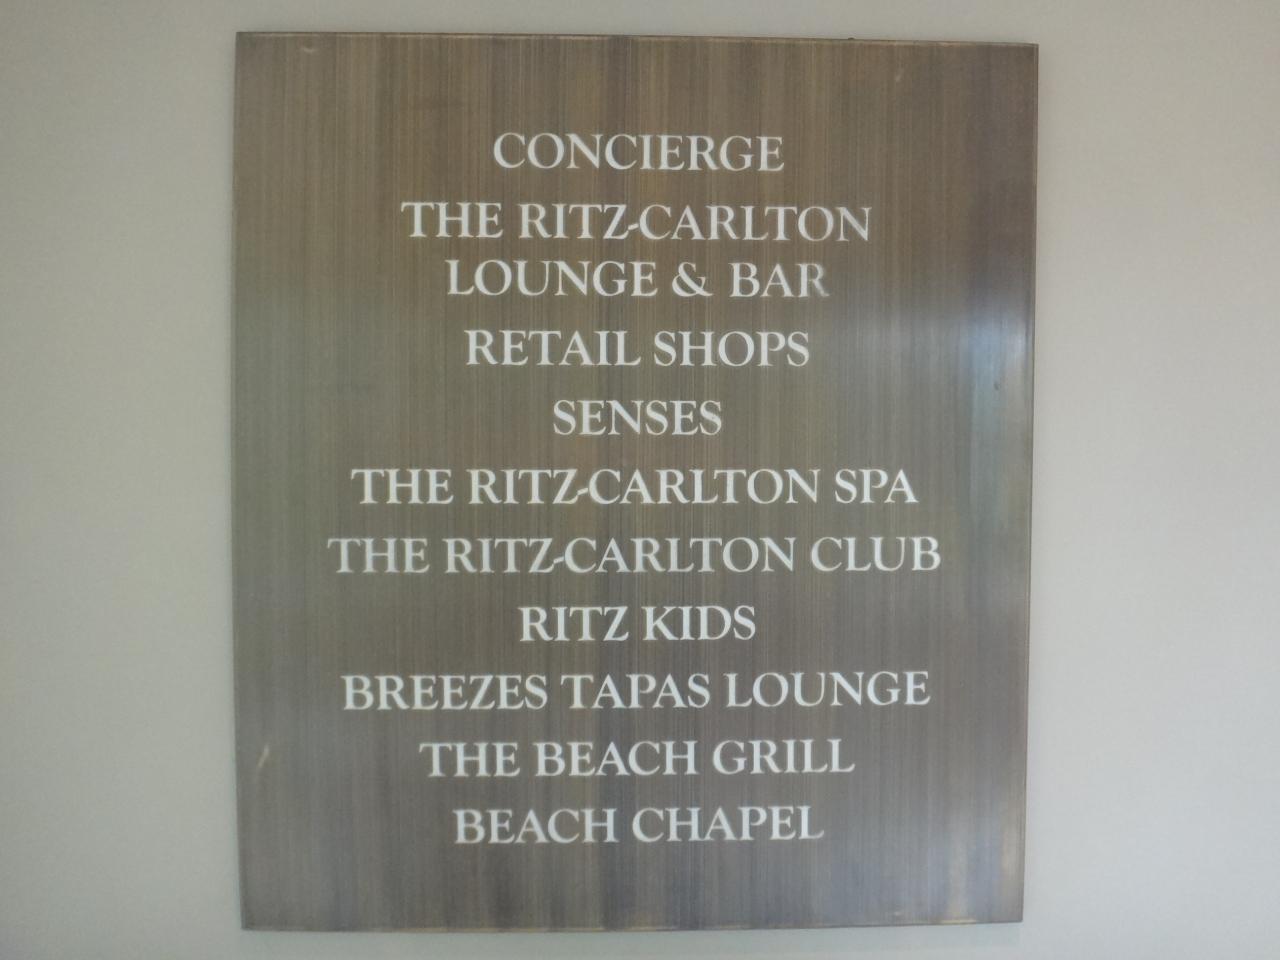 CONCIERGE
THE RITZ-CARLTON
LOUNGE & BAR
RETAIL SHOPS
SENSES
THE RITZ-CARLTON SPA
THE RITZ-CARLTON CLUB
RITZ KIDS
BREEZES TAPAS LOUNGE
THE BEACH GRILL
BEACH CHAPEL